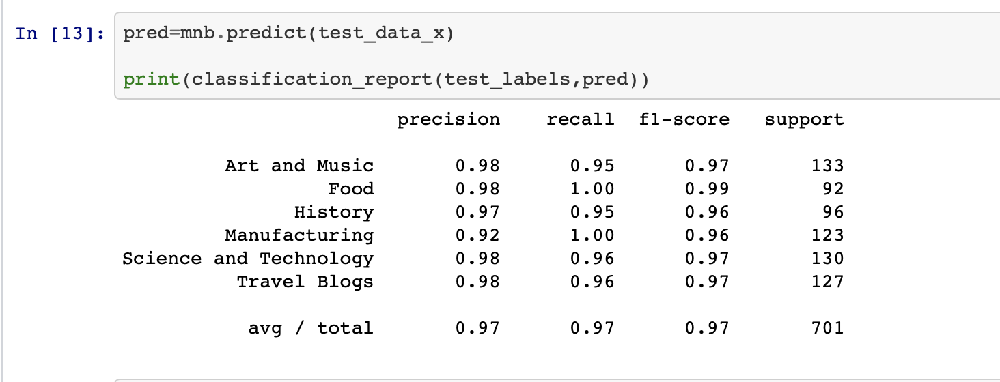 In [13]: pred=mnb.predict(test_data_x)
print(classification_report(test_labels,pred))
precision recall f1-score support
Art and Music 0.98 0.95 0.97 133
Food 0.98 1.00 0.99 92
History 0.97 0.95 0.96 96
Manufacturing 0.92 1.00 0.96 123
Science and Technology 0.98 0.96 0.97 130
Travel Blogs 0.98 0.96 0.97 127
avg / total 0.97 0.97 0.97 701